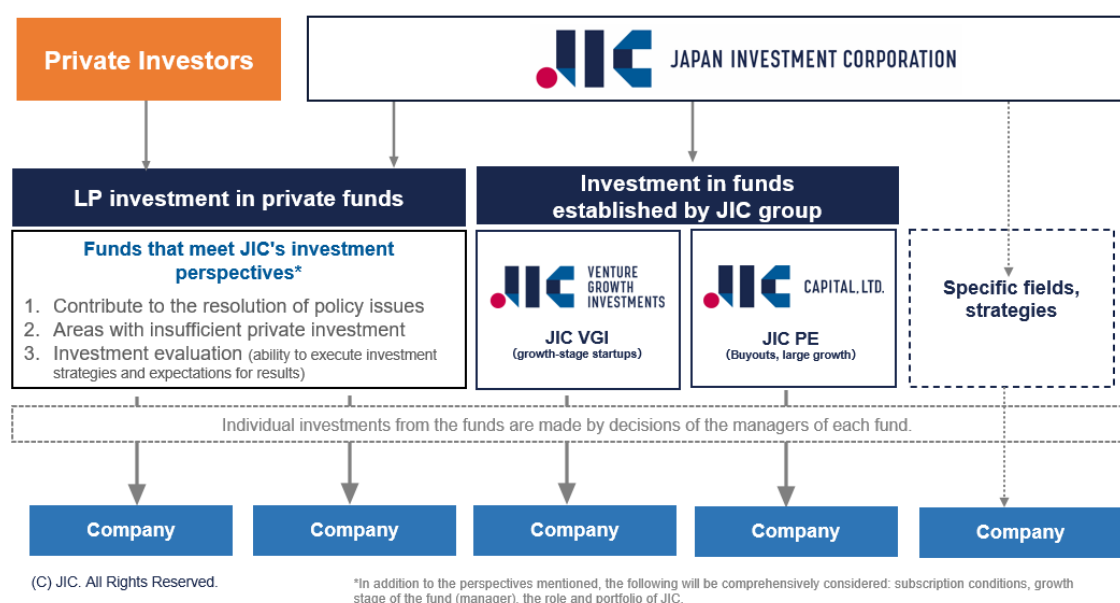 Private Investors
JIC JAPAN INVESTMENT CORPORATION
LP investment in private funds
Investment in funds
established by JIC group
Funds that meet JIC's investment
perspectives*
1. Contribute to the resolution of policy issues
2. Areas with insufficient private investment
3. Investment evaluation (ability to execute investment
strategies and expectations for results)
JIC VENTURE
GROWTH
INVESTMENTS
JIC VGI
(growth-stage startups)
JIC CAPITAL, LTD.
JIC PE
(Buyouts, large growth)
Specific fields,
strategies
Individual investments from the funds are made by decisions of the managers of each fund.
Company
Company
Company
Company
Company
(C) JIC. All Rights Reserved.
*In addition to the perspectives mentioned, the following will be comprehensively considered: subscription conditions, growth
stage of the fund (manager), the role and portfolio of JIC.